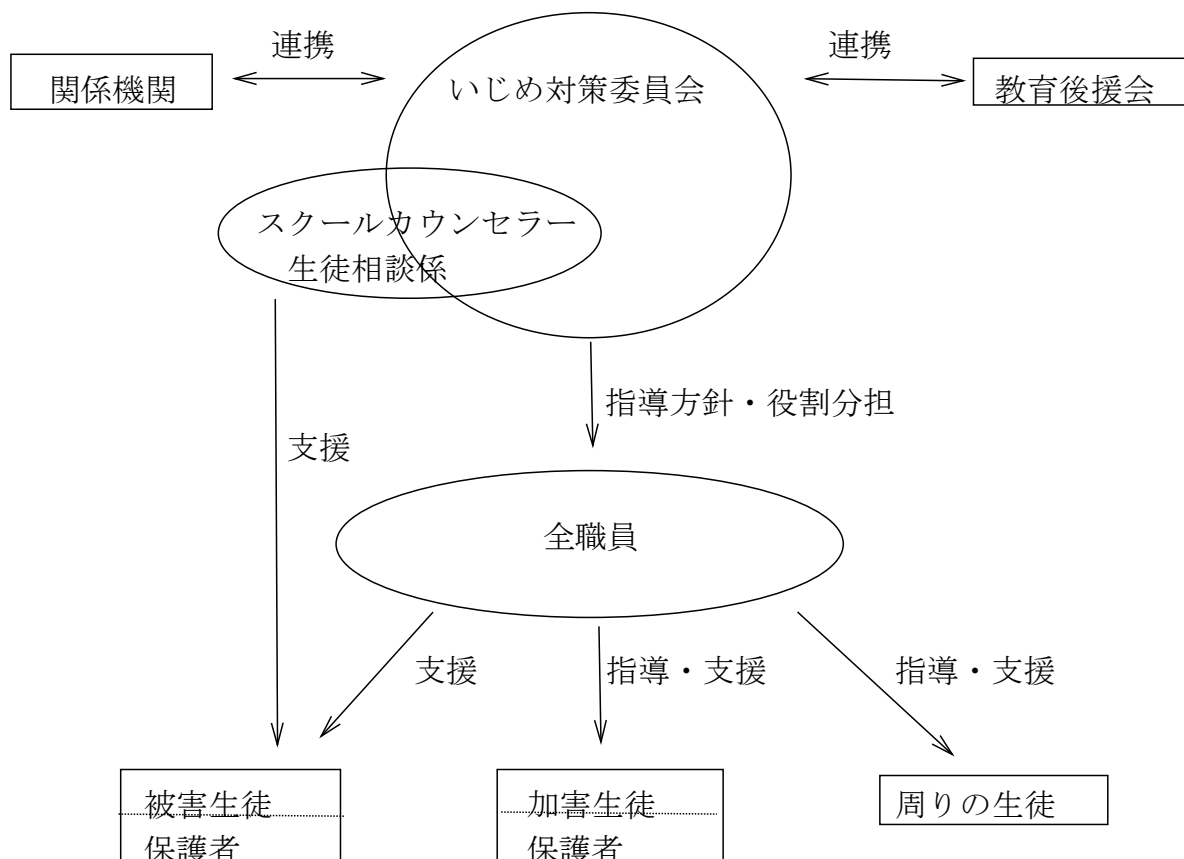 連携
連携
関係機関
いじめ対策委員会
教育後援会
スクールカウンセラー
生徒相談係
指導方針・役割分担
支援
全職員
支援
指導・支援
指導・支援
被害生徒
保護者
加害生徒
保護者
周りの生徒